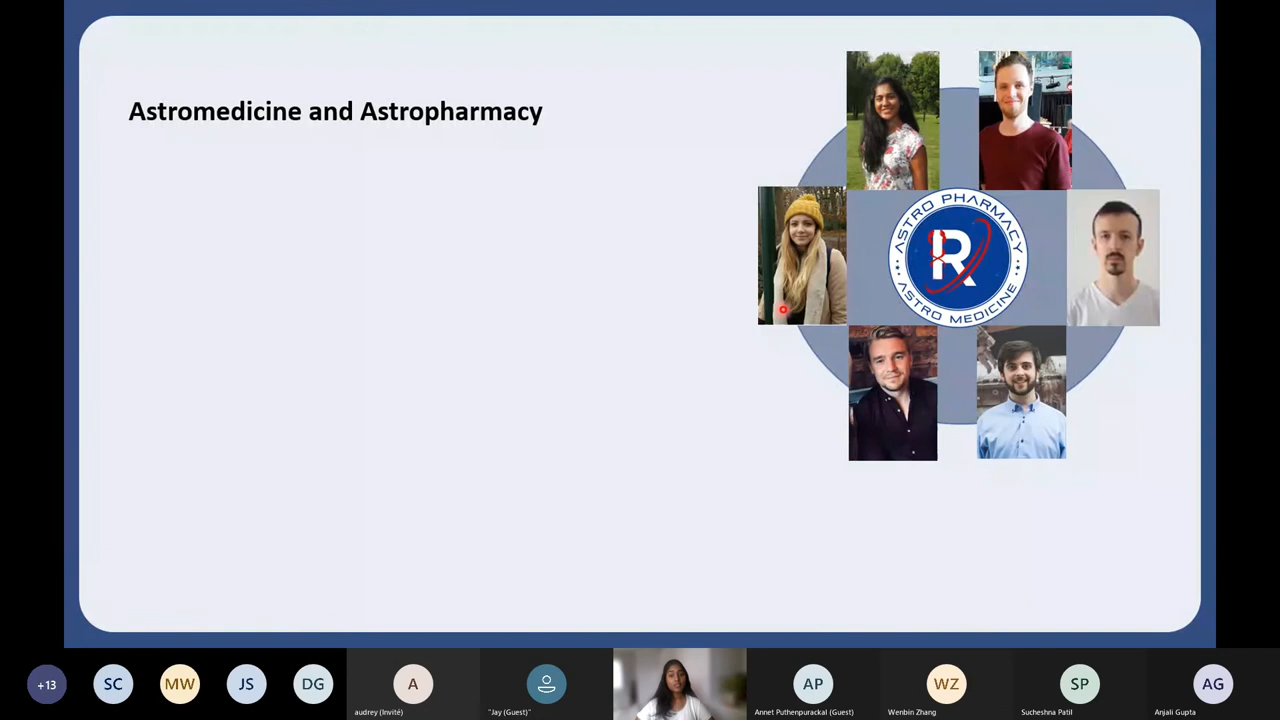 Astromedicine and Astropharmacy
ASTRO PHARMACY
R
ASTRO MEDICINE
+13
SC
MW
JS
DG
A
AP
WZ
SP
AG
audrey (Invité)
"Jay (Guest)"
Annet Puthenpurackal (Guest)
Wenbin Zhang
Sucheshna Patil
Anjali Gupta